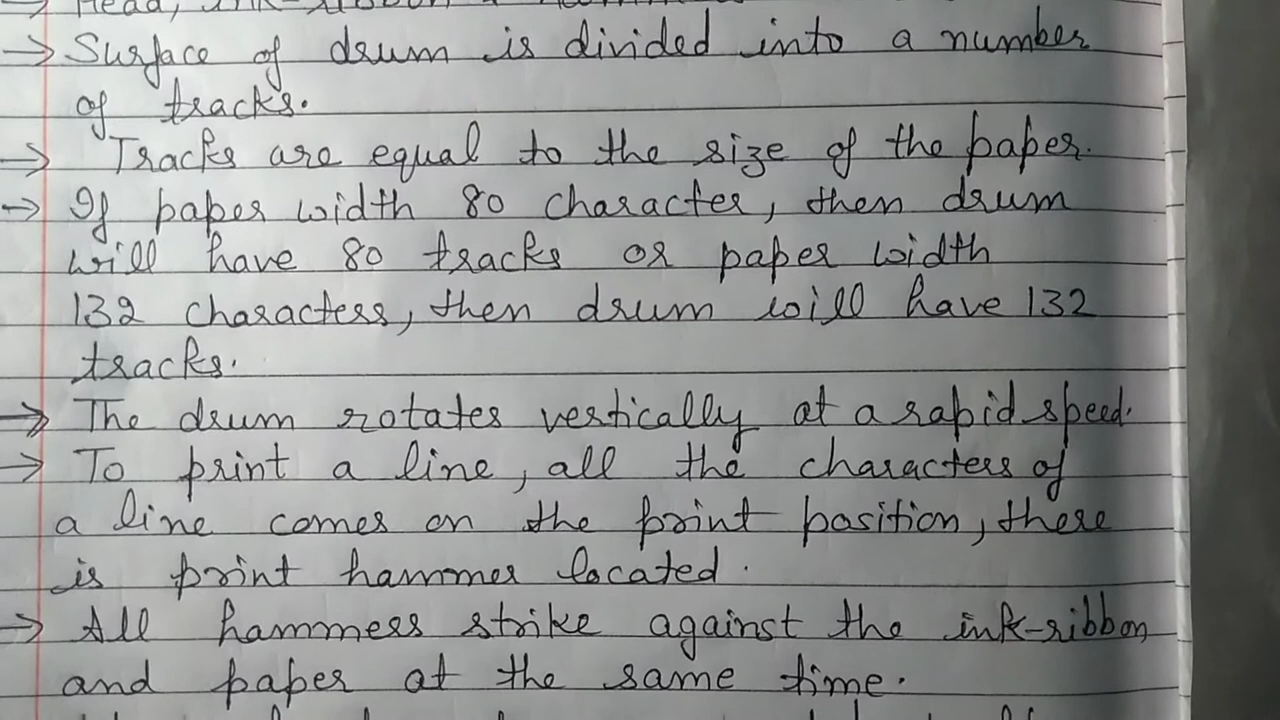 → Head, ink-ribbon
→ Surface of drum is divided into a number
of tracks.
→ Tracks are equal to the size of the paper.
→ If paper width 80 character, then drum
will have 80 tracks or paper width
132 characters, then drum will have 132
tracks.
→ The drum rotates vertically at a rapid speed.
→ To print a line, all the characters of
a line comes on the print position, there
is print hammer located.
→ All hammers strike against the ink-ribbon
and paper at the same time.